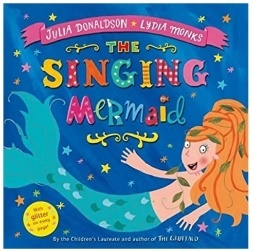 JULIA DONALDSON ★ LYDIA MONKS
THE
SINGING
MERMAID
With
glitter
on every
page!
By the Children's Laureate and author of THE GRUFFALO